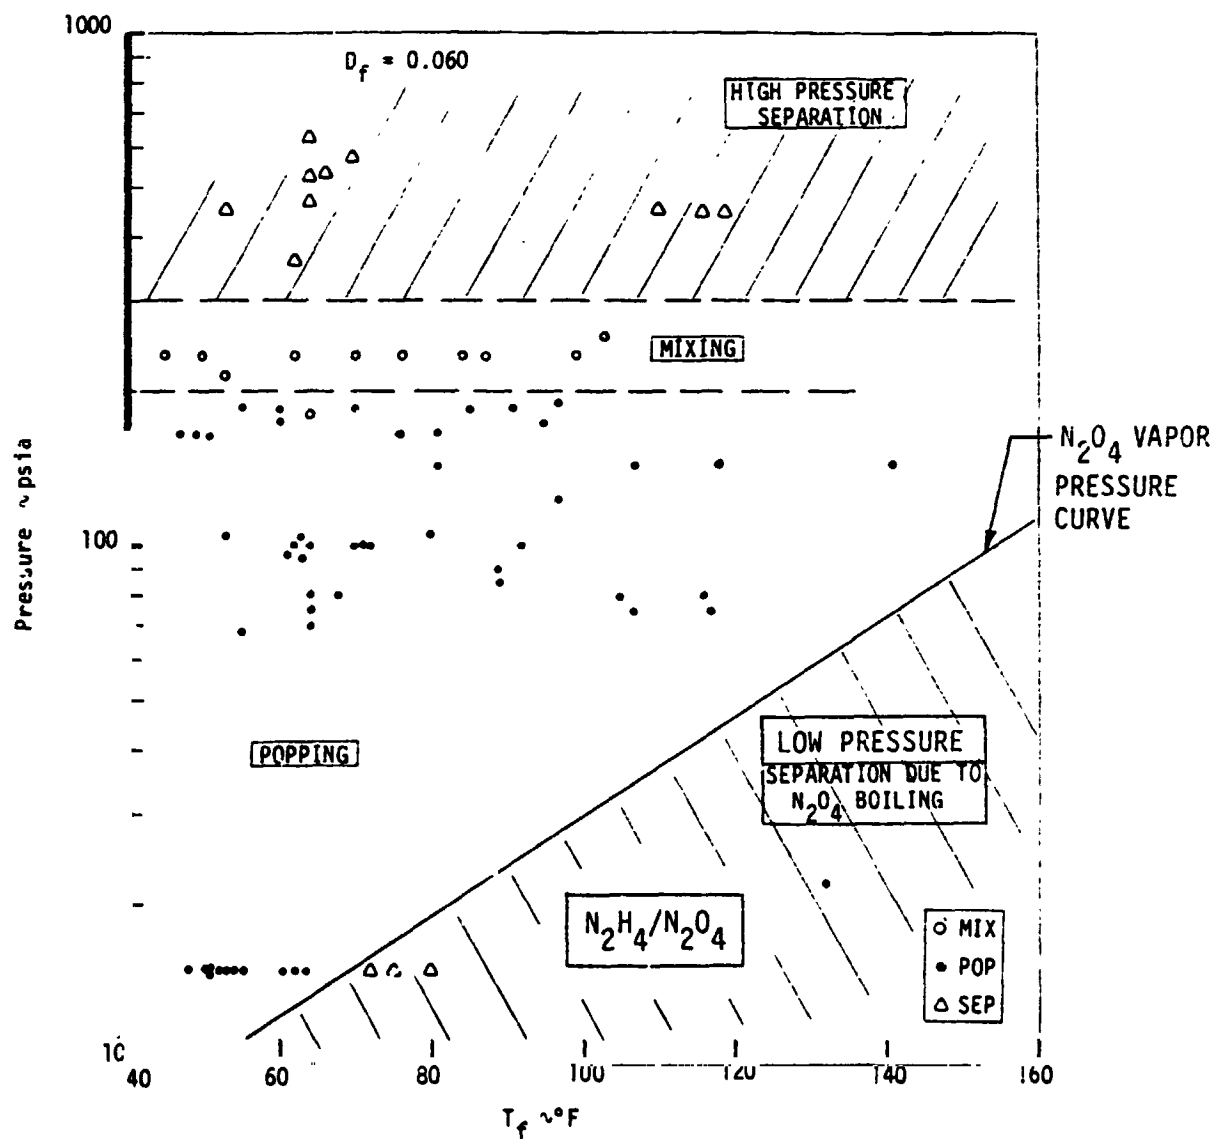 1000
D_f = 0.060
HIGH PRESSURE
SEPARATION
MIXING
N₂O₄ VAPOR
PRESSURE
CURVE
100
Pressure ~psia
POPPING
LOW PRESSURE
SEPARATION DUE TO
N₂O₄ BOILING
N₂H₄/N₂O₄
○ MIX
● POP
△ SEP
10
40 60 80 100 120 140 160
T_f ~°F